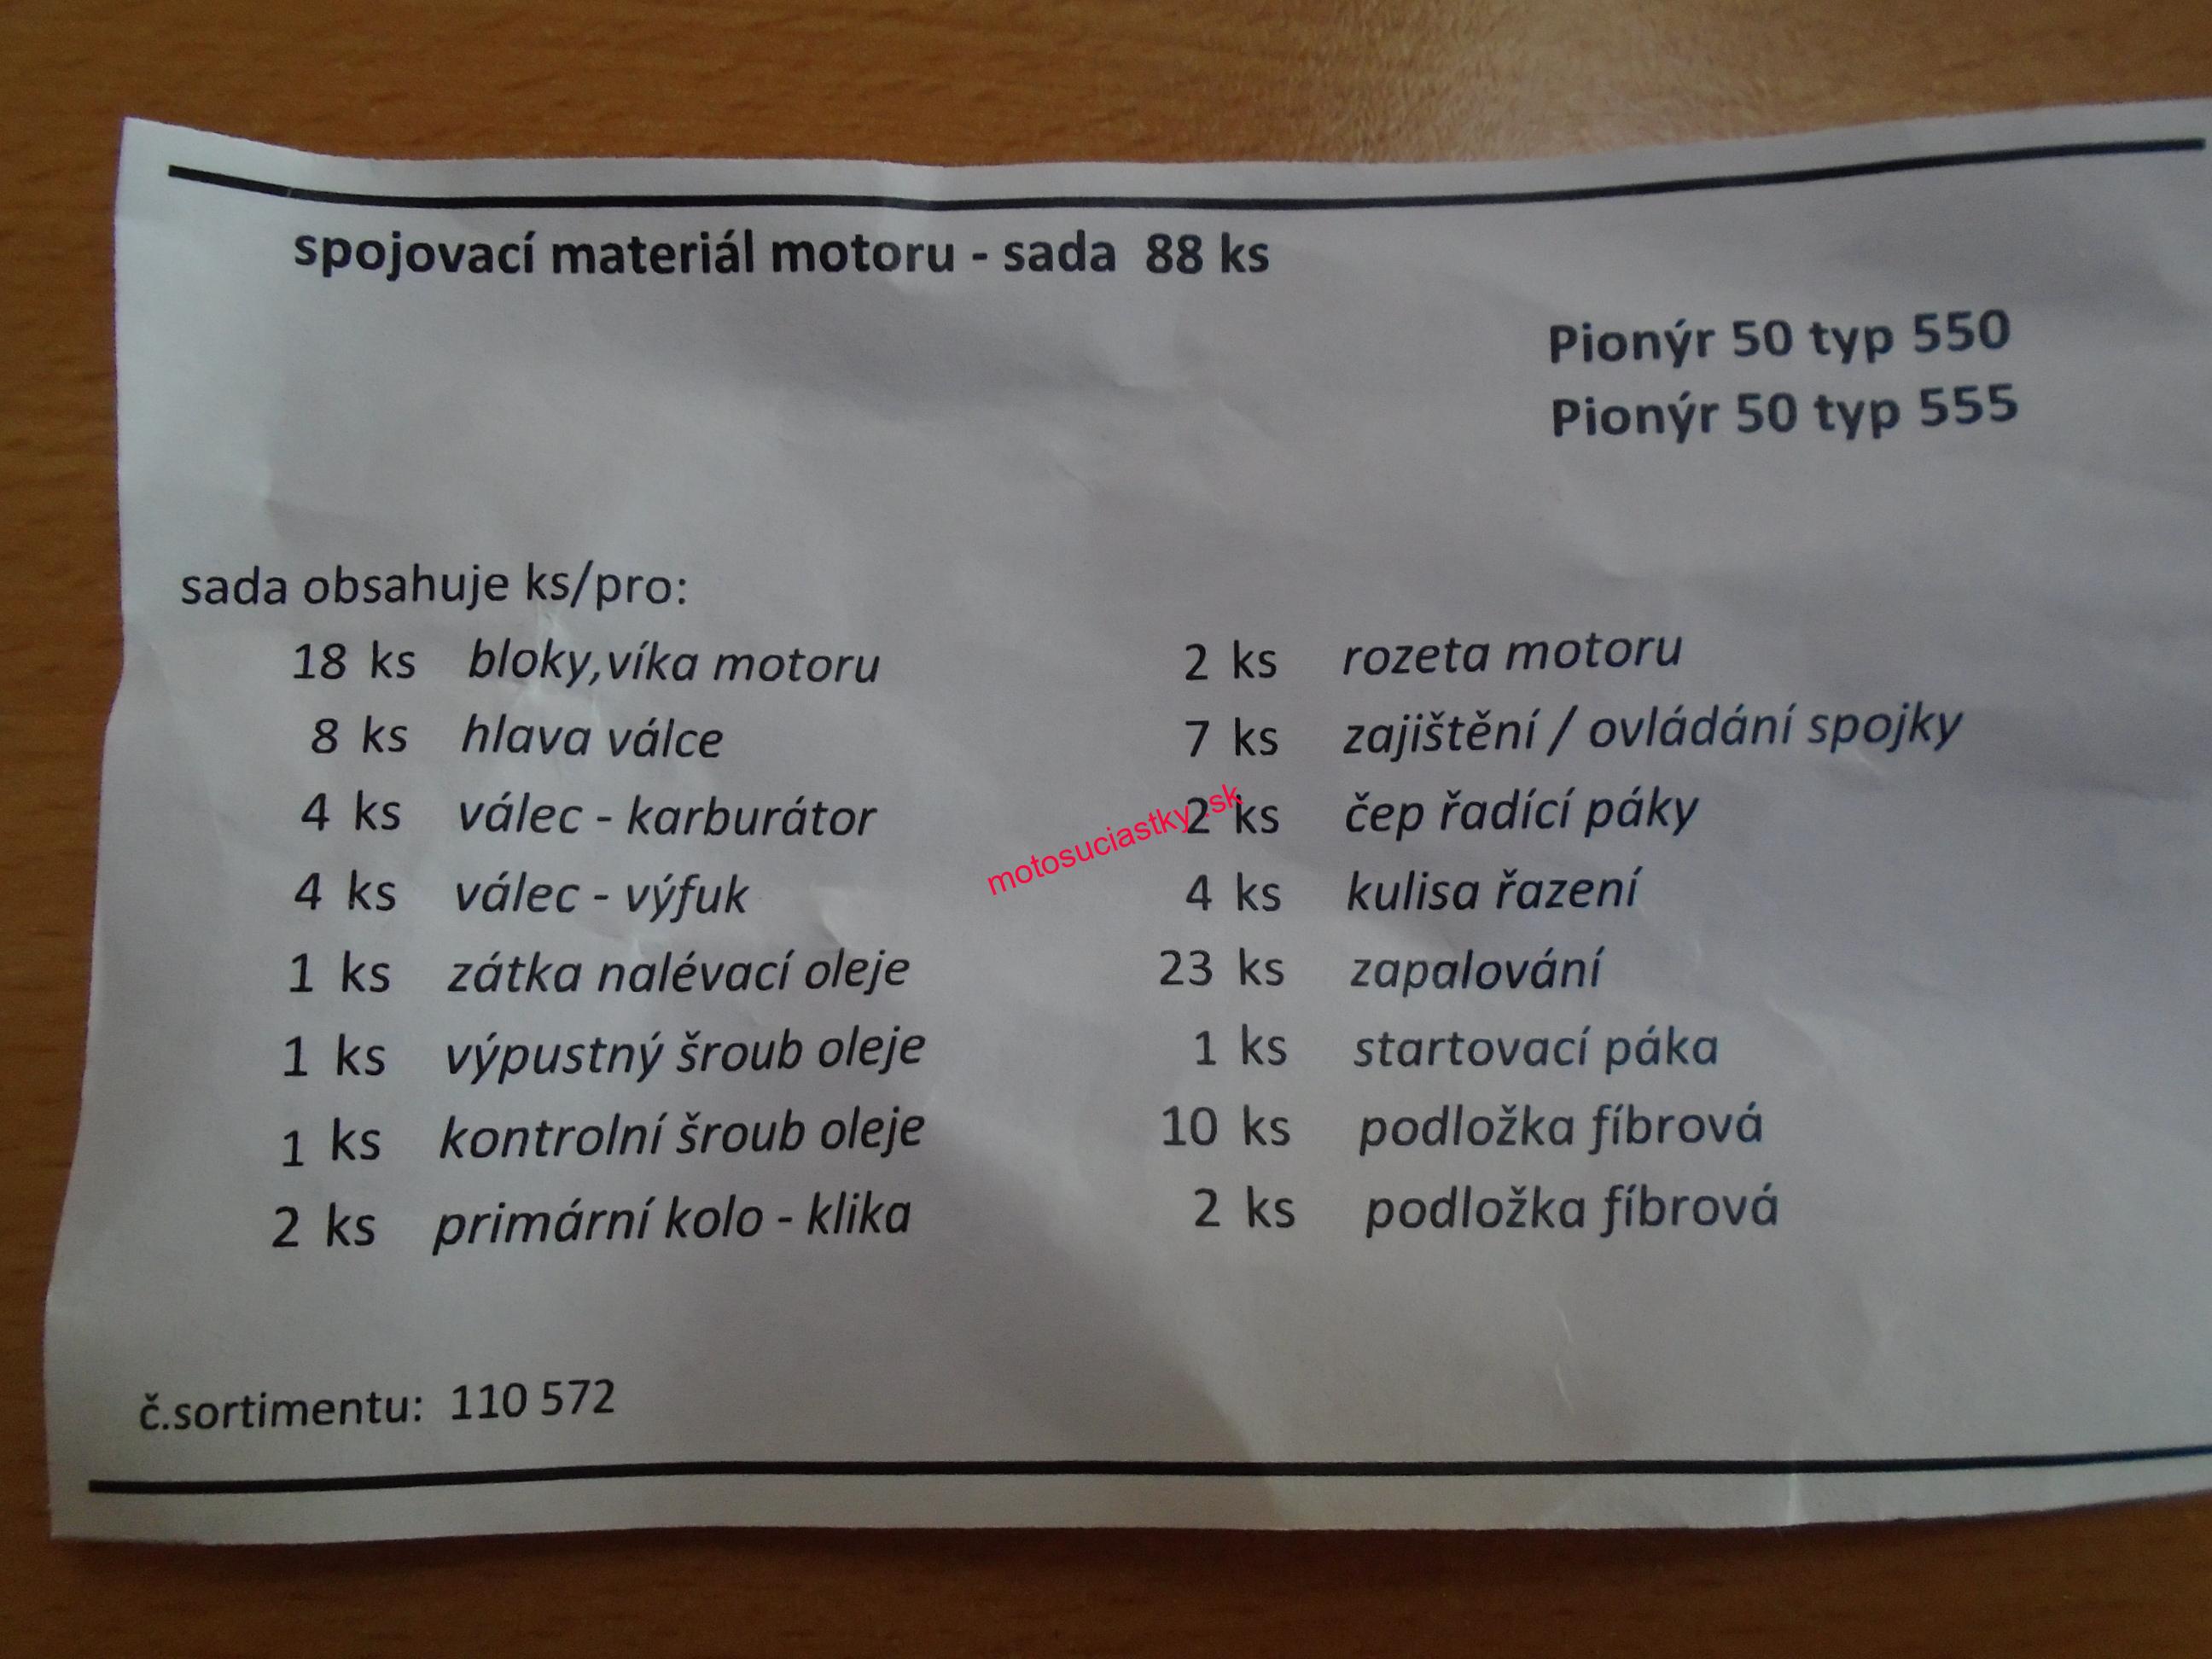 spojovací materiál motoru - sada 88 ks
Pionýr 50 typ 550
Pionýr 50 typ 555
sada obsahuje ks/pro:
18 ks bloky,víka motoru
8 ks hlava válce
4 ks válec - karburátor
4 ks válec - výfuk
1 ks zátka nalévací oleje
1 ks výpustný šroub oleje
1 ks kontrolní šroub oleje
2 ks primární kolo - klika
2 ks rozeta motoru
7 ks zajištění / ovládání spojky
2 ks čep řadící páky
4 ks kulisa řazení
23 ks zapalování
1 ks startovací páka
10 ks podložka fíbrová
2 ks podložka fíbrová
motosuciastky.sk
č.sortimentu: 110 572